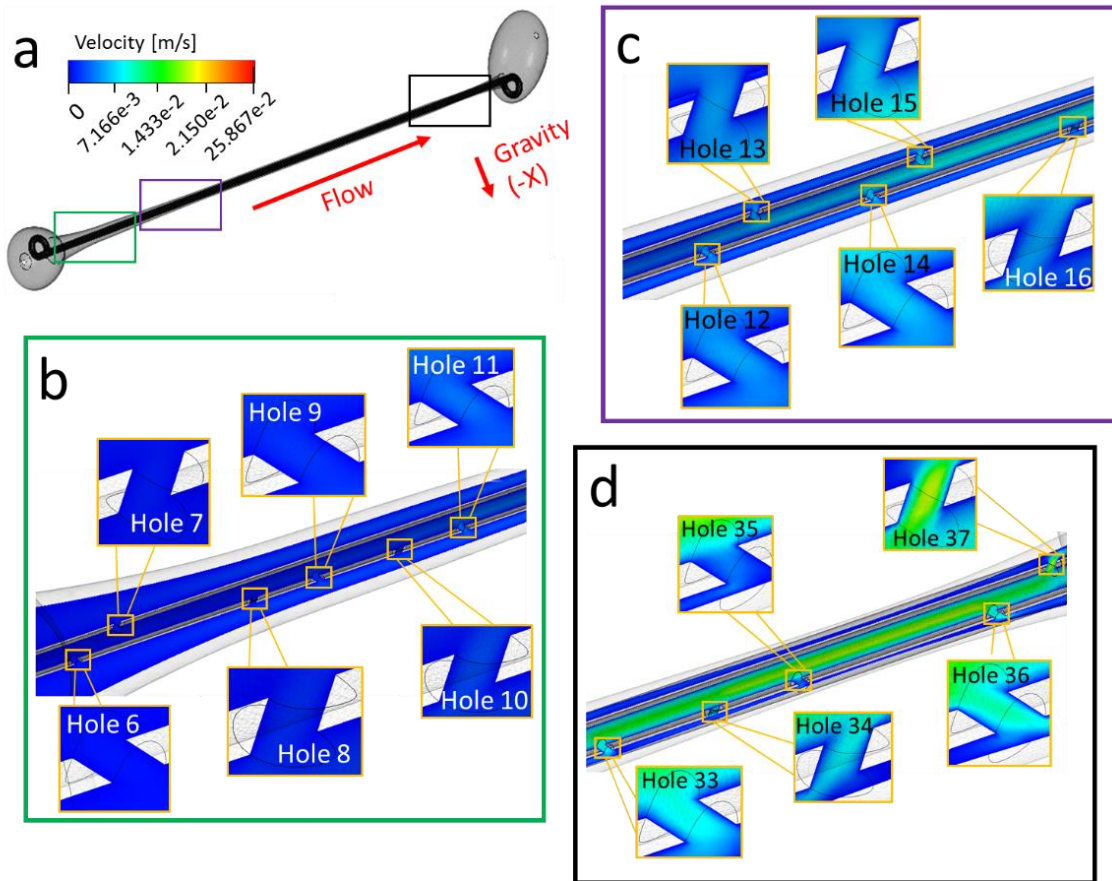 a
Velocity [m/s]
0
7.166e-3
1.433e-2
2.150e-2
25.867e-2
Flow
Gravity
(-X)
b
Hole 6
Hole 7
Hole 8
Hole 9
Hole 10
Hole 11
c
Hole 12
Hole 13
Hole 14
Hole 15
Hole 16
d
Hole 33
Hole 34
Hole 35
Hole 36
Hole 37